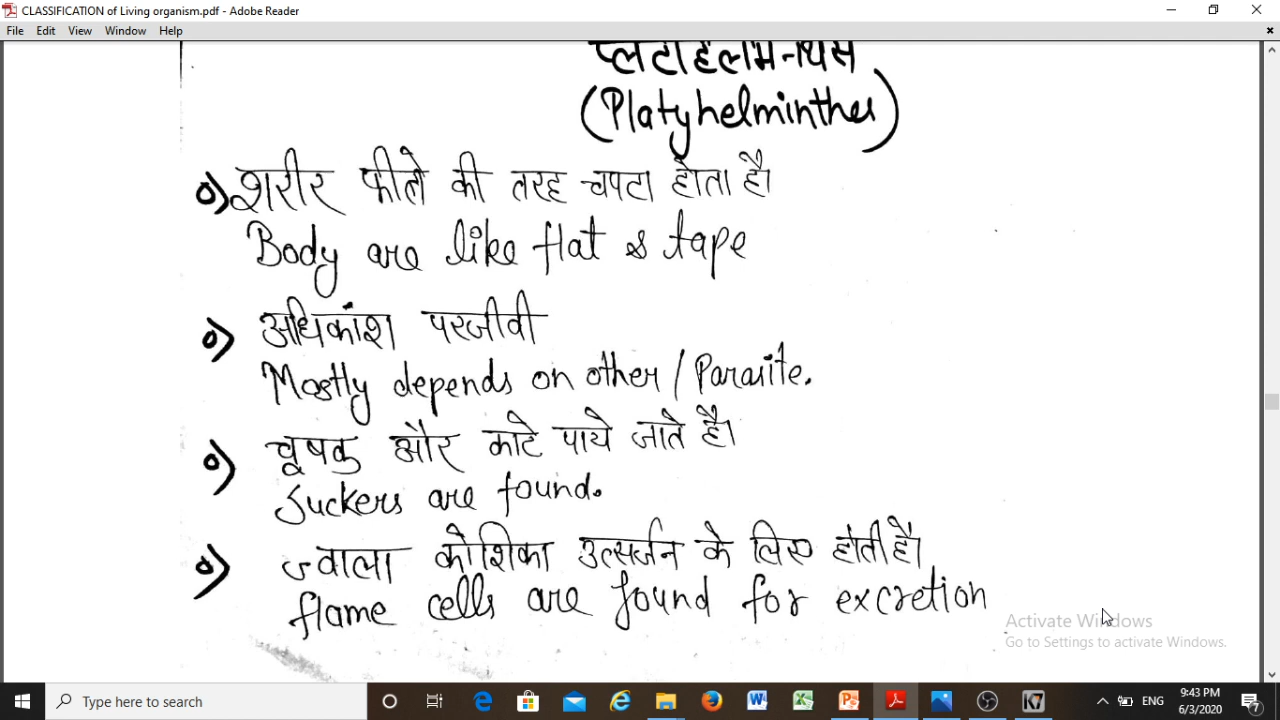 CLASSIFICATION of Living organism.pdf - Adobe Reader
File Edit View Window Help
(Platyhelminthes)
o) शरीर फीतो की तरह चपटा होता है।
Body are like flat & tape
o) अधिकांश परजीवी
Mostly depends on other / Parasite.
o) चूषक और काटे पाये जाते है।
Suckers are found.
o) ज्वाला कोशिका उत्सर्जन के लिए होती है।
flame cells are found for excretion
Activate Windows
Go to Settings to activate Windows.
Type here to search
ENG
9:43 PM
6/3/2020
7